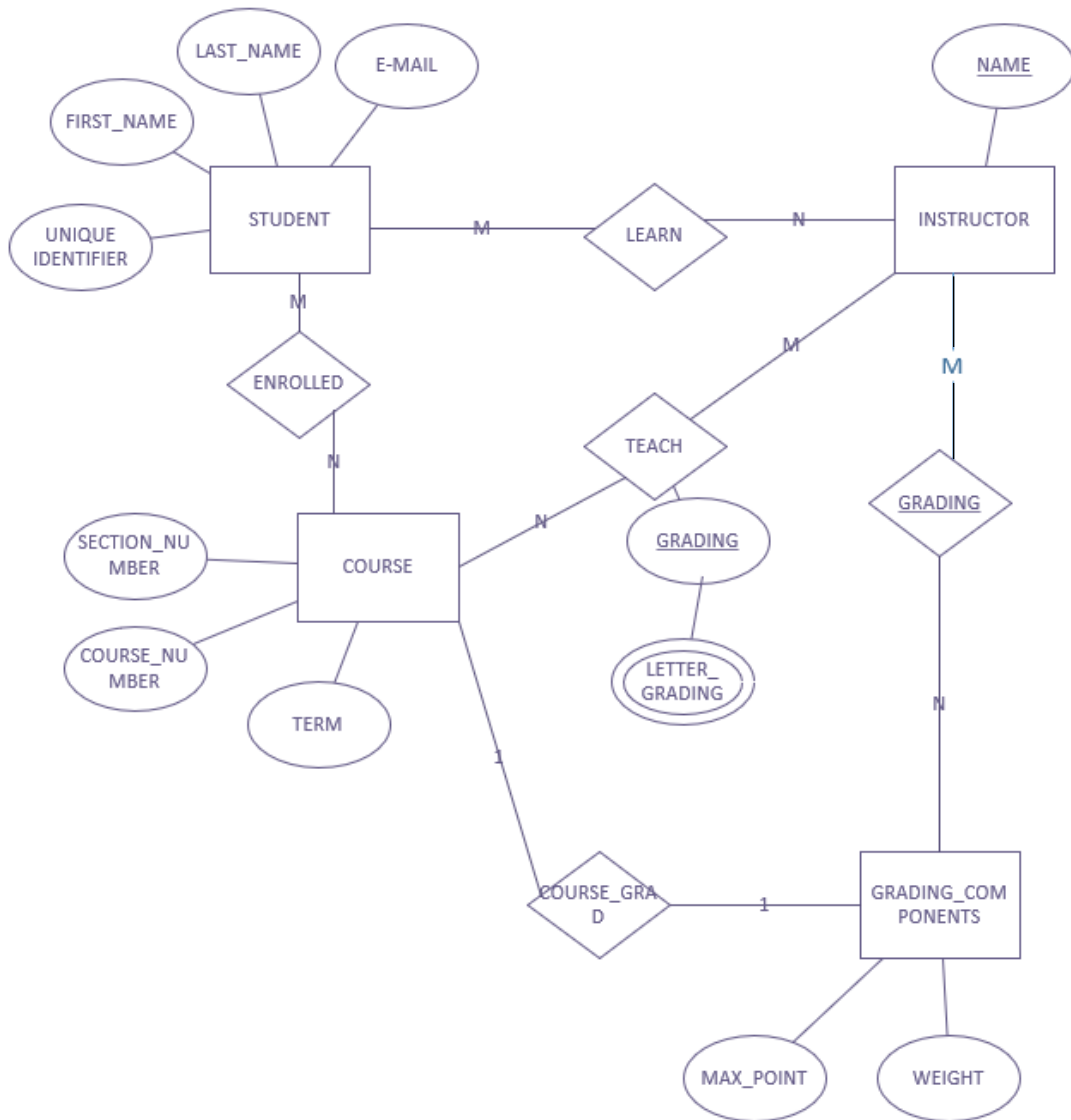 LAST_NAME
E-MAIL
NAME
FIRST_NAME
STUDENT
INSTRUCTOR
M
N
LEARN
UNIQUE
IDENTIFIER
M
M
M
ENROLLED
TEACH
N
GRADING
N
SECTION_NU
MBER
COURSE
GRADING
COURSE_NU
MBER
LETTER_
GRADING
TERM
N
1
COURSE_GRA
D
1
GRADING_COM
PONENTS
MAX_POINT
WEIGHT